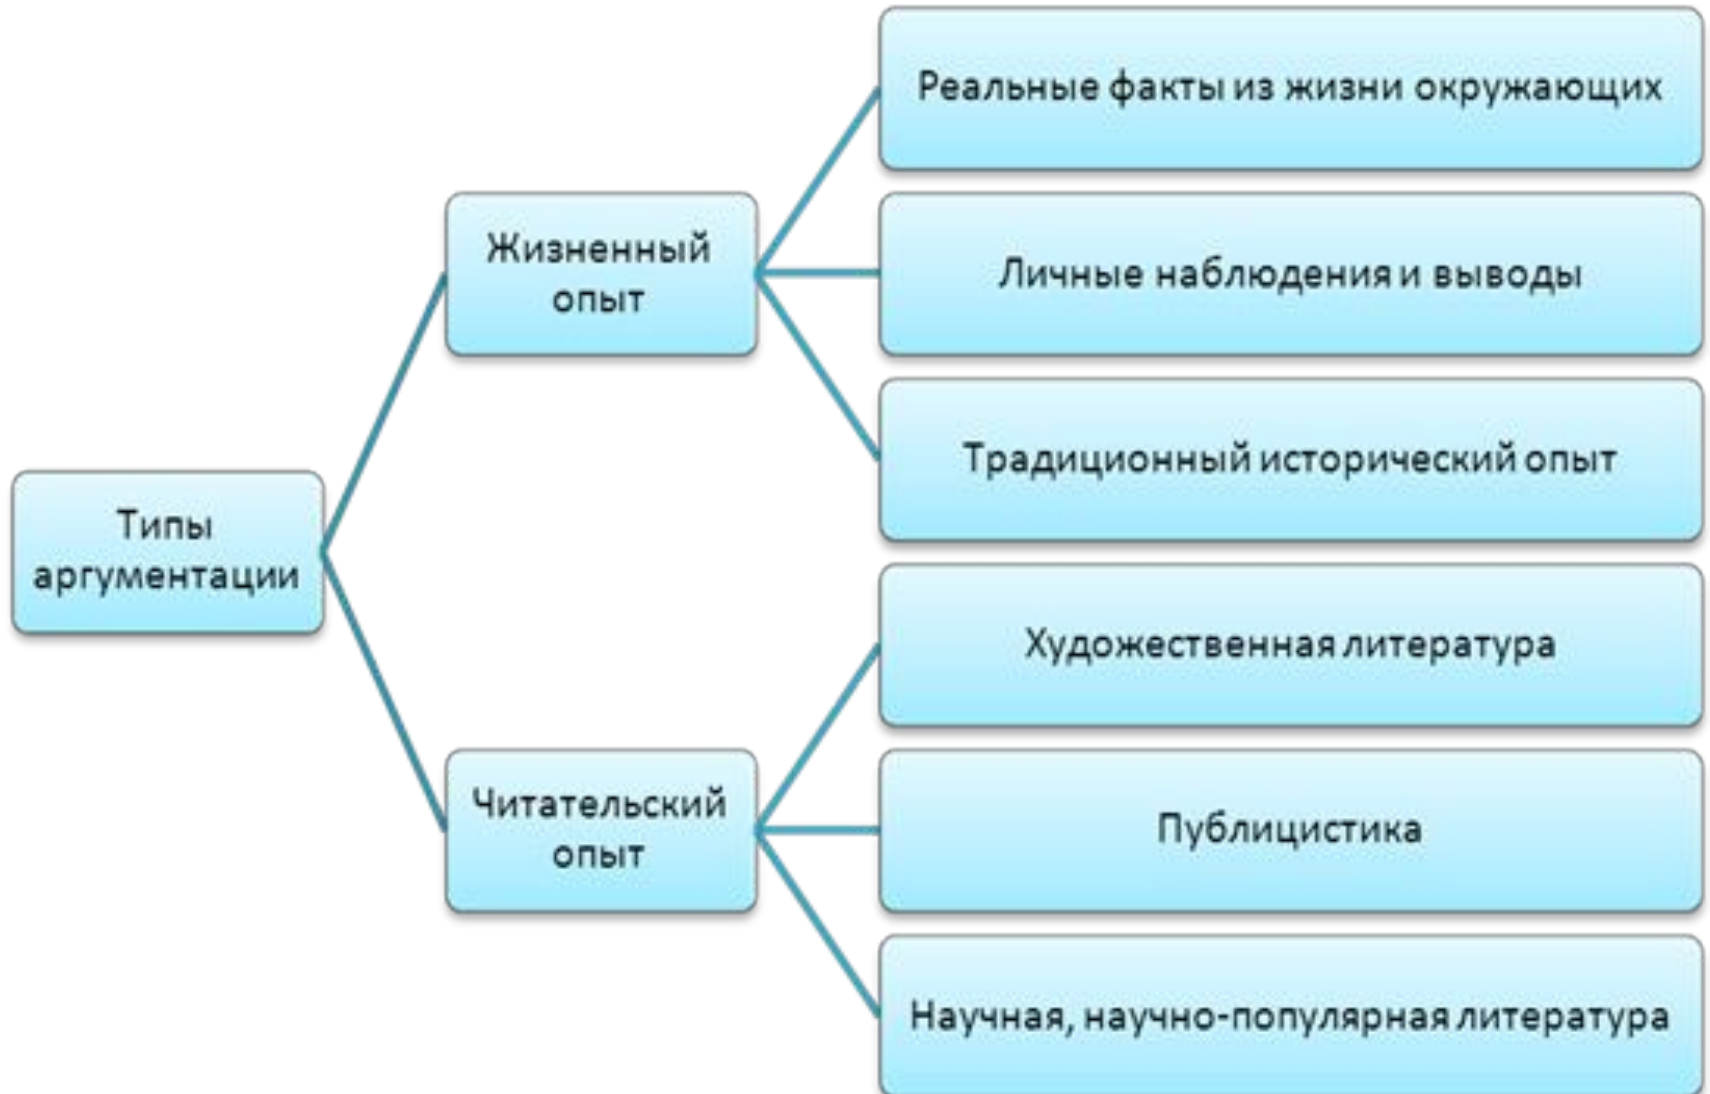 Типы
аргументации
Жизненный
опыт
Реальные факты из жизни окружающих
Личные наблюдения и выводы
Традиционный исторический опыт
Читательский
опыт
Художественная литература
Публицистика
Научная, научно-популярная литература